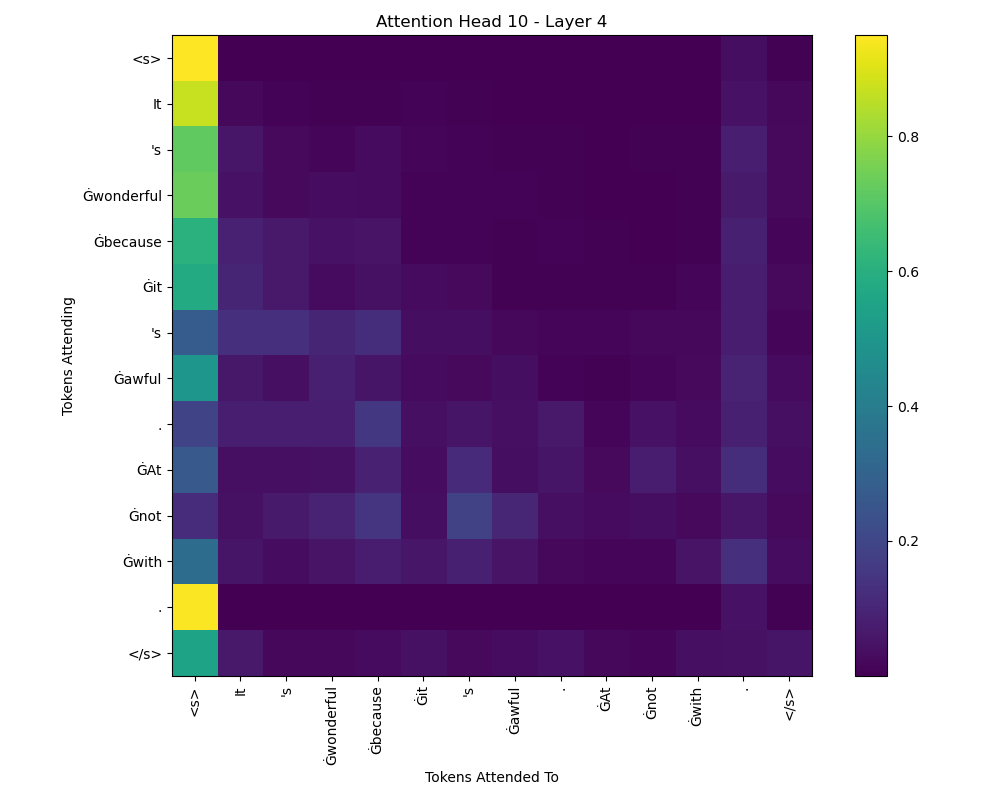 Attention Head 10 - Layer 4
Tokens Attending
<s>
It
's
Ġwonderful
Ġbecause
Ġit
's
Ġawful
.
ĠAt
Ġnot
Ġwith
.
</s>
<s>
It
's
Ġwonderful
Ġbecause
Ġit
's
Ġawful
.
ĠAt
Ġnot
Ġwith
.
</s>
Tokens Attended To
0.8
0.6
0.4
0.2